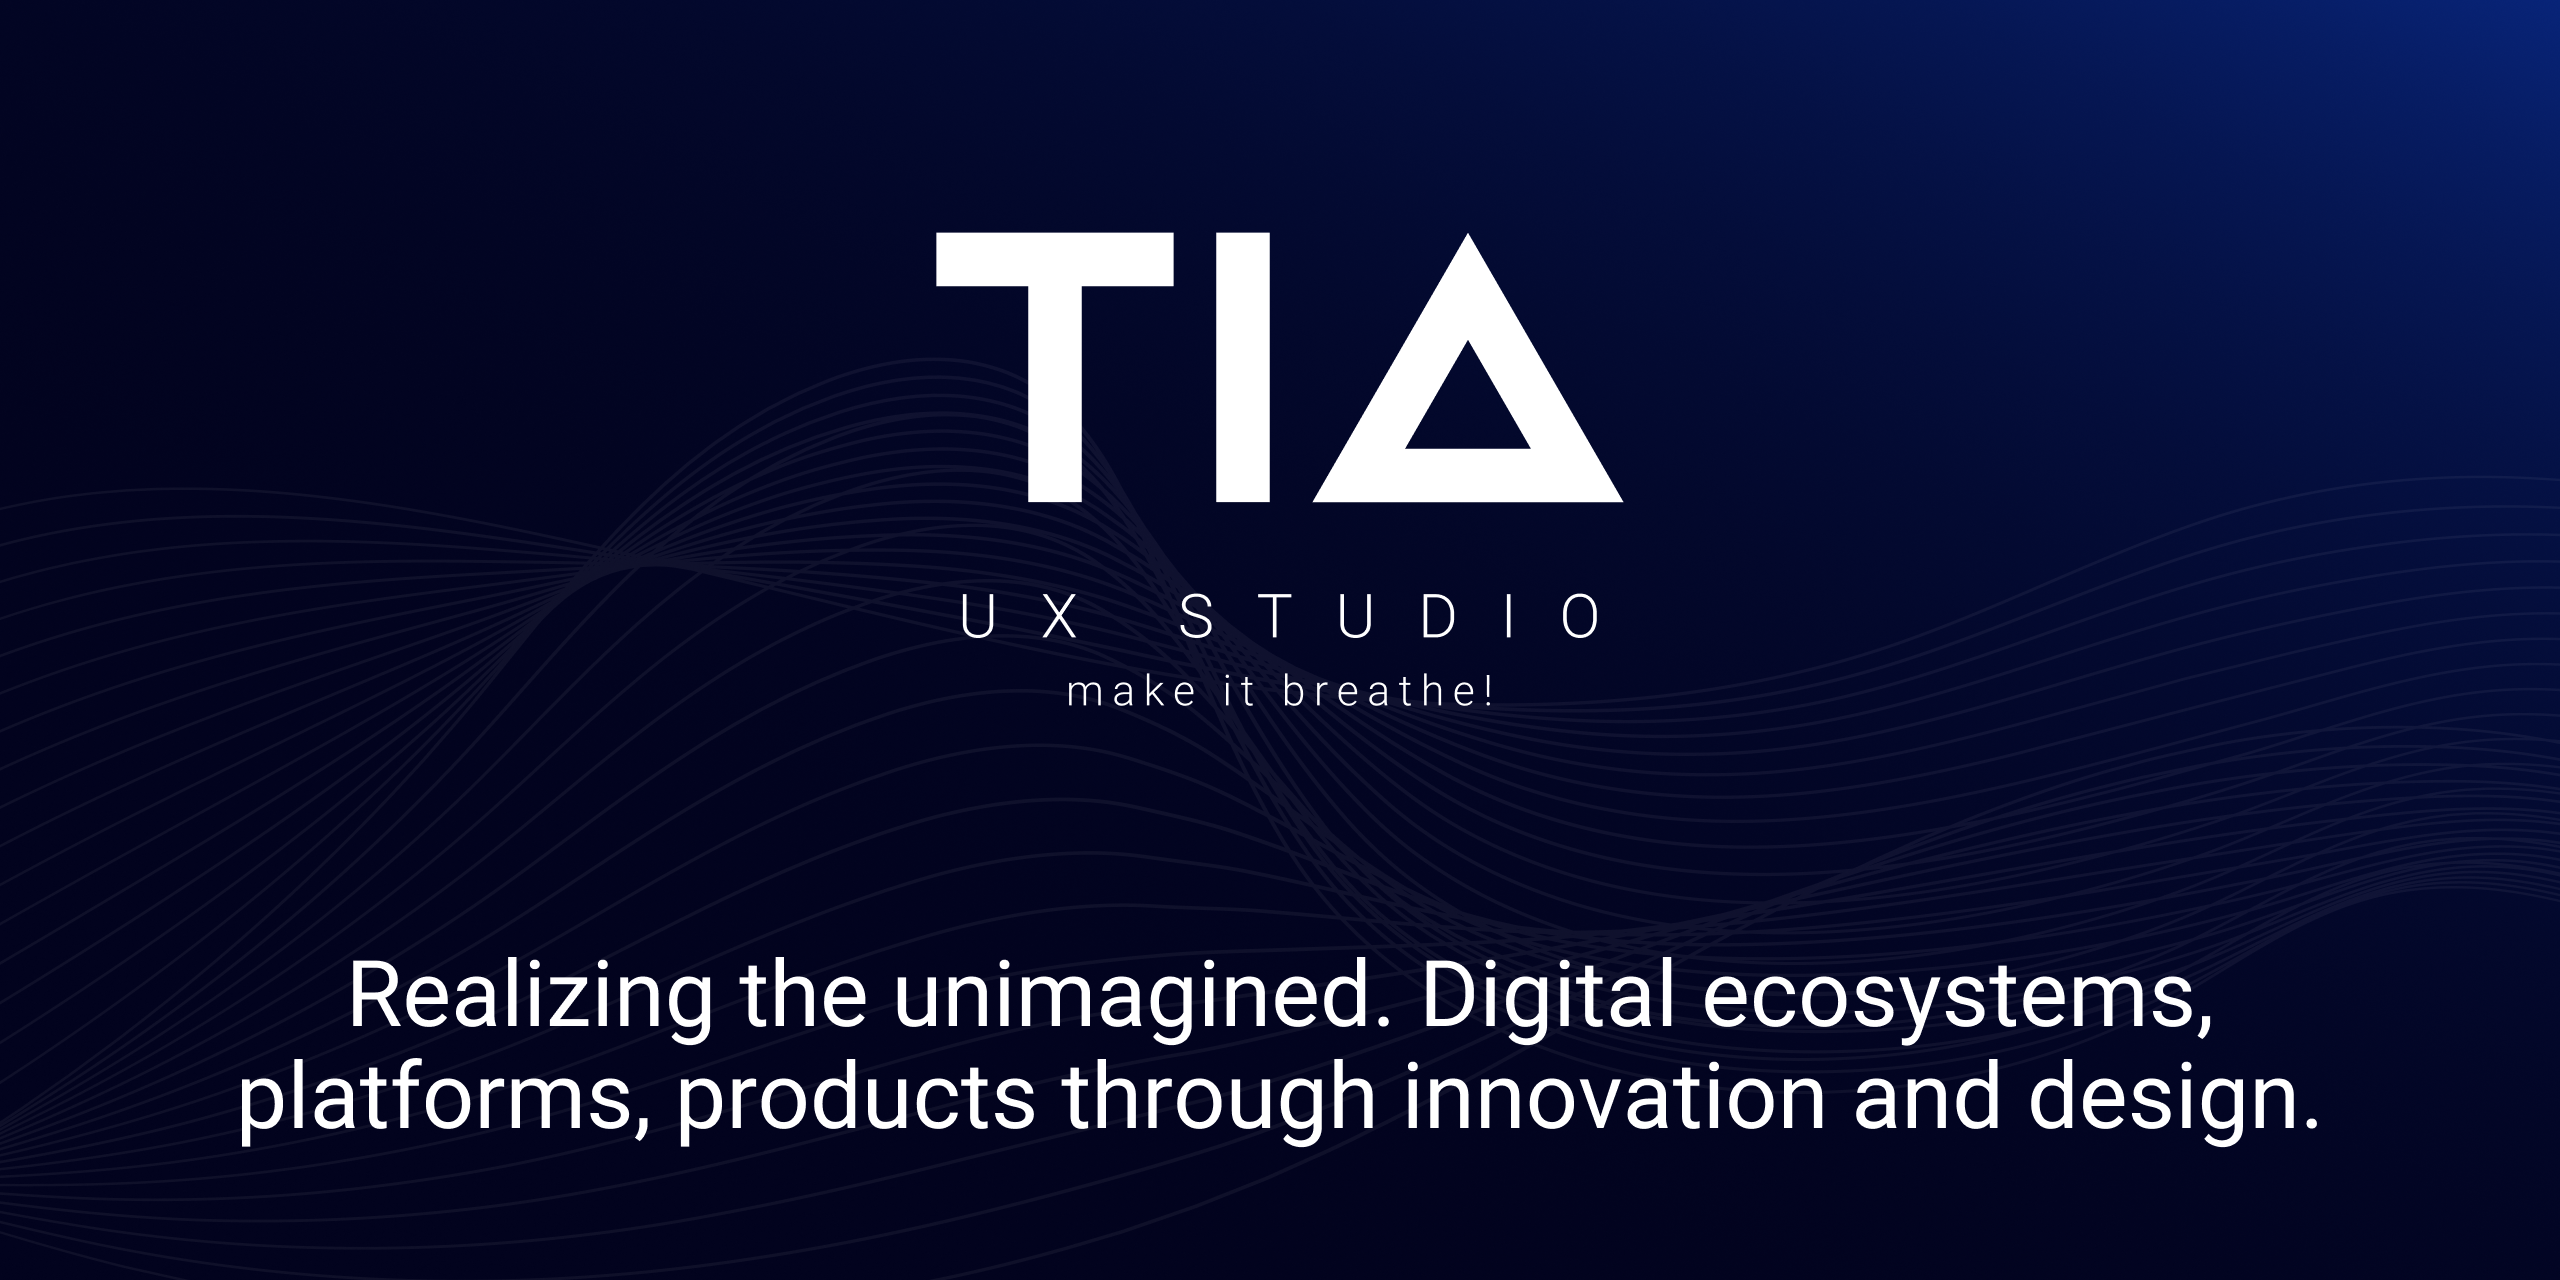 TIA
UX STUDIO
make it breathe!
Realizing the unimagined. Digital ecosystems,
platforms, products through innovation and design.